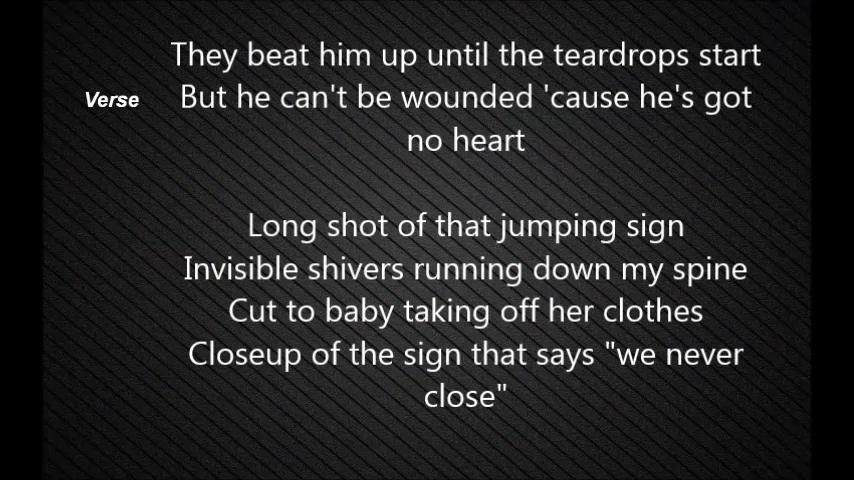 They beat him up until the teardrops start
Verse
But he can't be wounded 'cause he's got
no heart
Long shot of that jumping sign
Invisible shivers running down my spine
Cut to baby taking off her clothes
Closeup of the sign that says "we never
close"